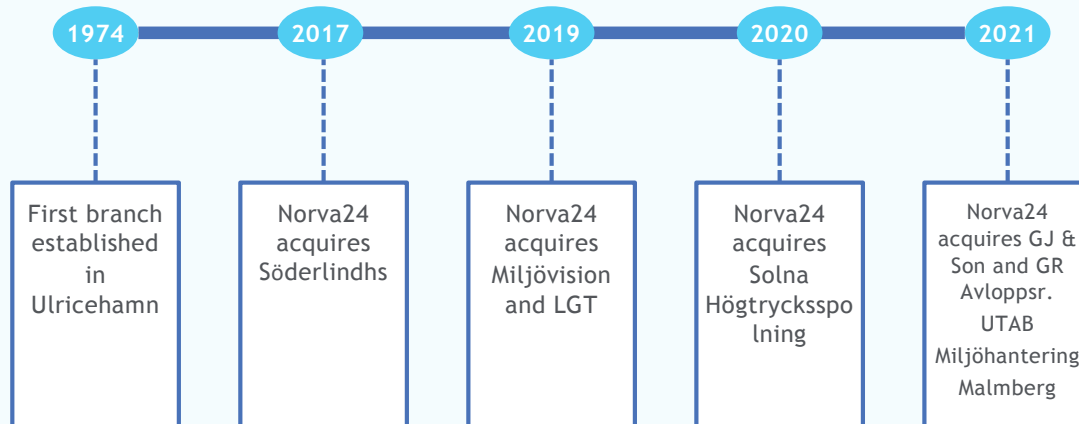 1974
2017
2019
2020
2021
First branch
established
in
Ulricehamn
Norva24
acquires
Söderlindhs
Norva24
acquires
Miljövision
and LGT
Norva24
acquires
Solna
Högtrycksspo
lning
Norva24
acquires GJ &
Son and GR
Avloppsr.
UTAB
Miljöhantering
Malmberg